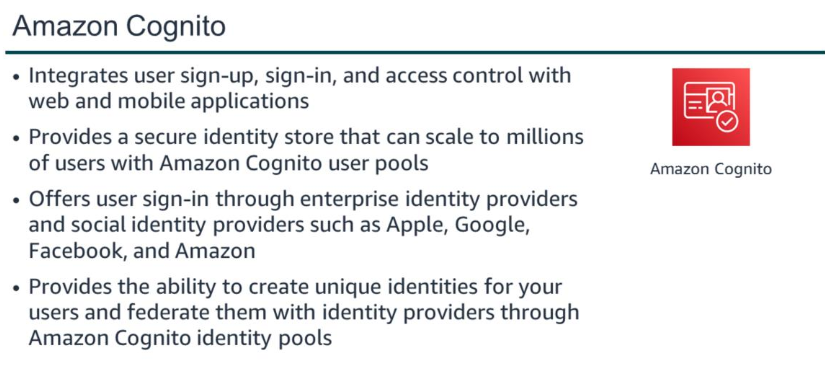 Amazon Cognito
• Integrates user sign-up, sign-in, and access control with
web and mobile applications
• Provides a secure identity store that can scale to millions
of users with Amazon Cognito user pools
• Offers user sign-in through enterprise identity providers
and social identity providers such as Apple, Google,
Facebook, and Amazon
• Provides the ability to create unique identities for your
users and federate them with identity providers through
Amazon Cognito identity pools
Amazon Cognito